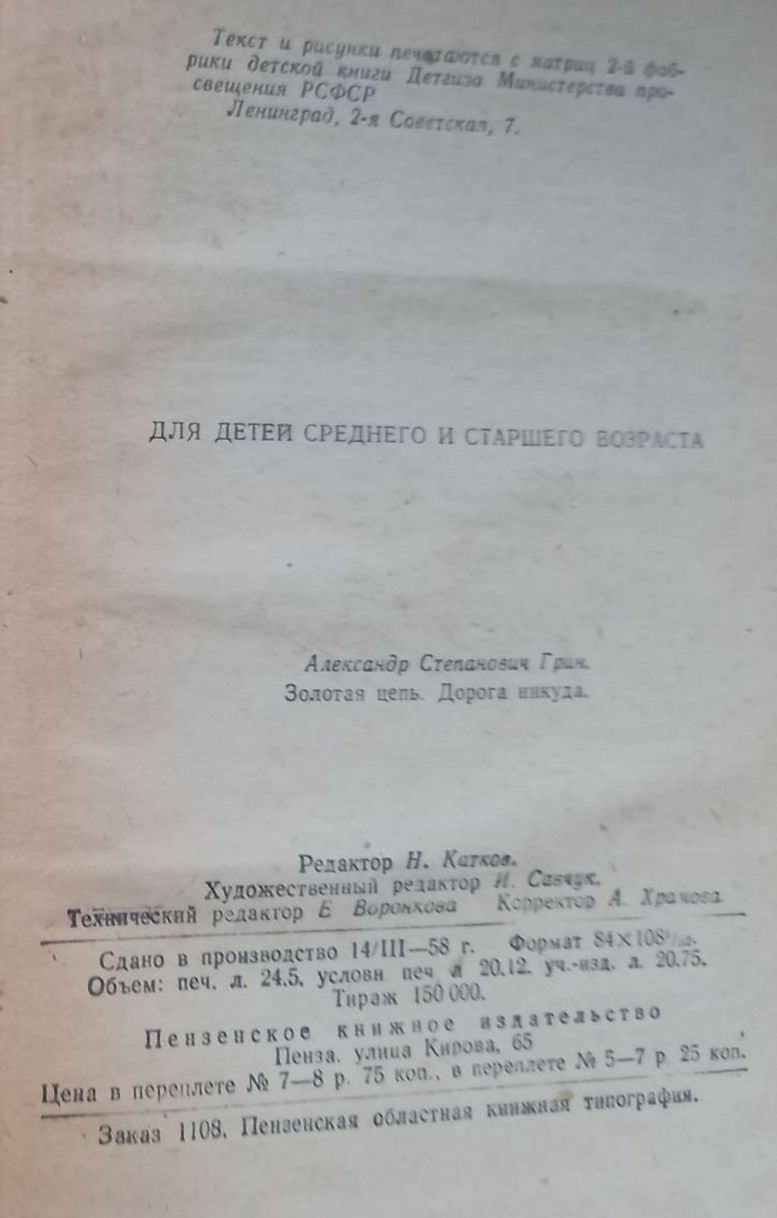 Текст и рисунки печатаются с матриц 2-й фаб-
рики детской книги Детгиза Министерства про-
свещения РСФСР
Ленинград, 2-я Советская, 7.
ДЛЯ ДЕТЕЙ СРЕДНЕГО И СТАРШЕГО ВОЗРАСТА
Александр Степанович Грин.
Золотая цепь. Дорога никуда.
Редактор Н. Катков.
Художественный редактор И. Савчук.
Технический редактор Е Воронкова Корректор А. Храмова
Сдано в производство 14/III—58 г. Формат 84×108¹/₃₂.
Объем: печ. л. 24.5, условн печ л 20.12. уч.-изд. л. 20.75.
Тираж 150 000.
Пензенское книжное издательство
Пенза. улица Кирова, 65
Цена в переплете № 7—8 р. 75 коп., в переплете № 5—7 р. 25 коп.
Заказ 1108. Пензенская областная книжная типография.